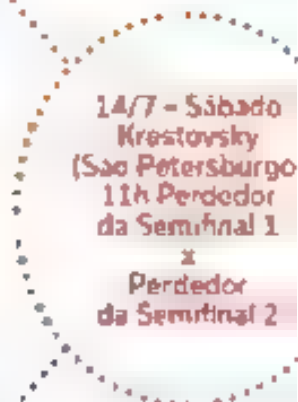 14/7 - Sábado
Krestovsky
(São Petersburgo
11h Perdedor
da Semifinal 1
x
Perdedor
da Semifinal 2